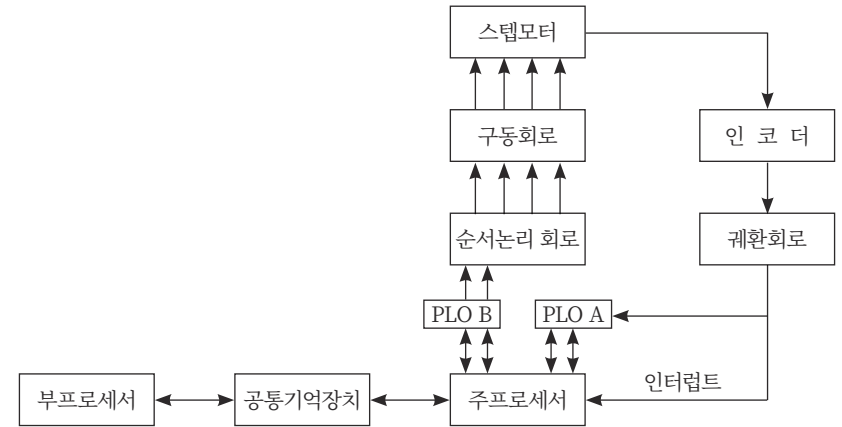 스텝모터
구동회로
인 코 더
순서논리 회로
궤환회로
PLO B
PLO A
인터럽트
부프로세서
공통기억장치
주프로세서